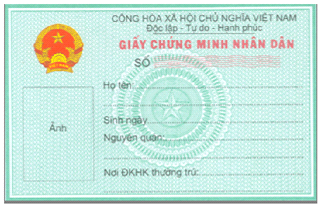 CỘNG HÒA XÃ HỘI CHỦ NGHĨA VIỆT NAM
Độc lập - Tự do - Hạnh phúc
GIẤY CHỨNG MINH NHÂN DÂN
SỐ
Họ tên:
Sinh ngày
Nguyên quán:
Ảnh
Nơi ĐKHK thường trú: